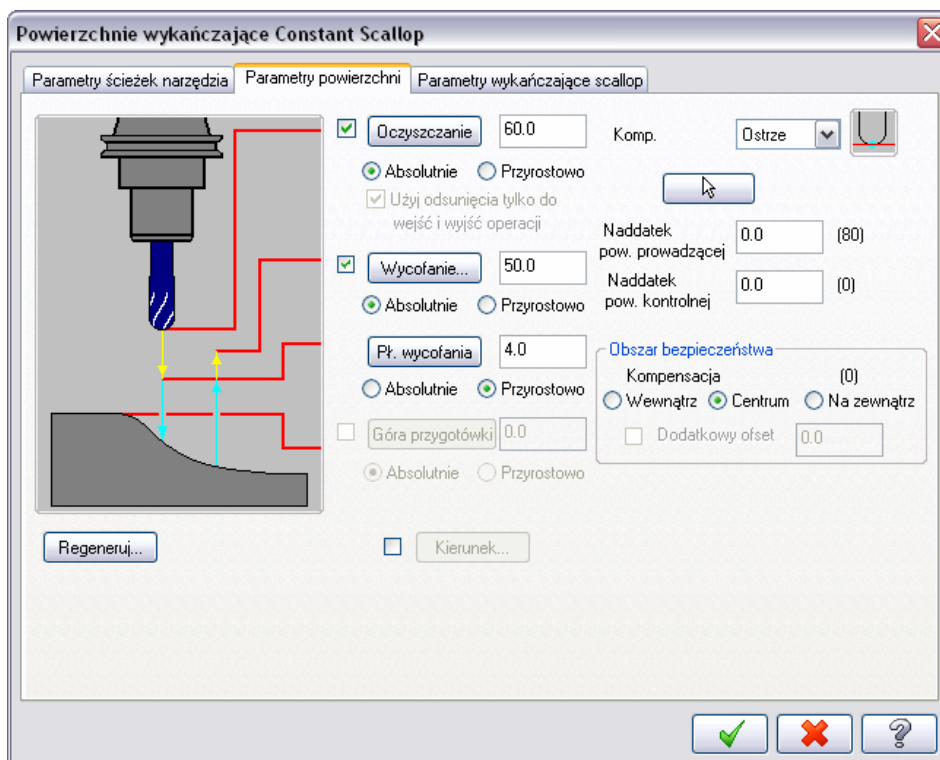 Powierzchnie wykańczające Constant Scallop
Parametry ścieżek narzędzia
Parametry powierzchni
Parametry wykańczające scallop
Oczyszczanie
60.0
Absolutnie
Przyrostowo
Użyj odsunięcia tylko do
wejść i wyjść operacji
Wycofanie...
50.0
Absolutnie
Przyrostowo
Pł. wycofania
4.0
Absolutnie
Przyrostowo
Góra przygotówki
0.0
Absolutnie
Przyrostowo
Regeneruj...
Kierunek...
Komp.
Ostrze
Naddatek
pow. prowadzącej
0.0
(80)
Naddatek
pow. kontrolnej
0.0
(0)
Obszar bezpieczeństwa
Kompensacja
(0)
Wewnątrz
Centrum
Na zewnątrz
Dodatkowy ofset
0.0